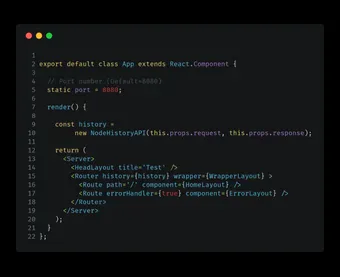 1
2 export default class App extends React.Component {
3
4 // Port number (Default=8080)
5 static port = 8080;
6
7 render() {
8
9 const history =
10 new NodeHistoryAPI(this.props.request, this.props.response);
11
12 return (
13 <Server>
14 <HeadLayout title='Test' />
15 <Router history={history} wrapper={WrapperLayout} >
16 <Route path='/' component={HomeLayout} />
17 <Route errorHandler={true} component={ErrorLayout} />
18 </Router>
19 </Server>
20 );
21 }
22 };